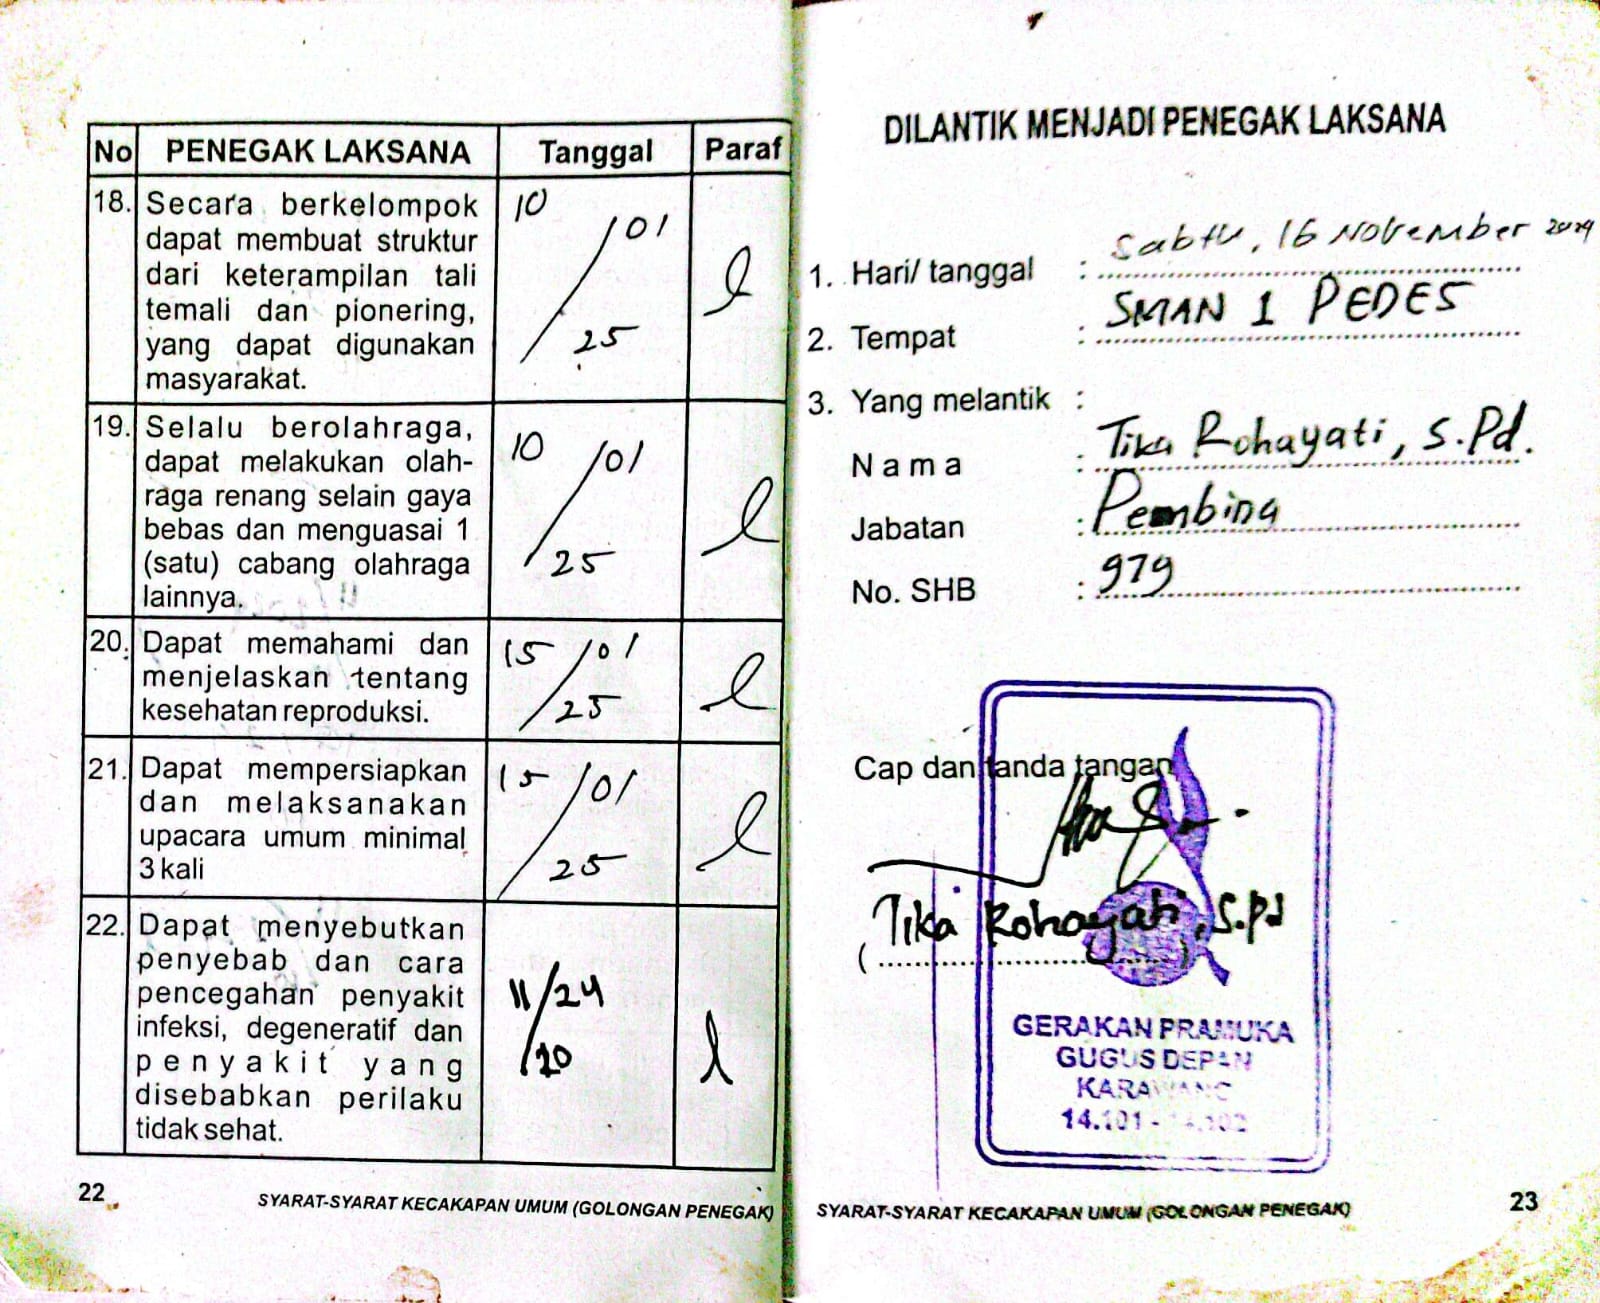 No PENEGAK LAKSANA Tanggal Paraf
18. Secara berkelompok
dapat membuat struktur
dari keterampilan tali
temali dan pionering,
yang dapat digunakan
masyarakat.
10/01/25
19. Selalu berolahraga,
dapat melakukan olah-
raga renang selain gaya
bebas dan menguasai 1
(satu) cabang olahraga
lainnya.
10/01/25
20. Dapat memahami dan
menjelaskan tentang
kesehatan reproduksi.
15/01/25
21. Dapat mempersiapkan
dan melaksanakan
upacara umum minimal
3 kali
15/01/25
22. Dapat menyebutkan
penyebab dan cara
pencegahan penyakit
infeksi, degeneratif dan
penyakit yang
disebabkan perilaku
tidak sehat.
11/24
/20
22 SYARAT-SYARAT KECAKAPAN UMUM (GOLONGAN PENEGAK)
DILANTIK MENJADI PENEGAK LAKSANA
1. Hari/ tanggal : Sabtu, 16 November 2024
2. Tempat : SMAN 1 PEDES
3. Yang melantik :
Nama : Tika Rohayati, S.Pd.
Jabatan : Pembina
No. SHB : 979
Cap dan tanda tangan
(Tika Rohayati, S.Pd)
GERAKAN PRAMUKA
GUGUS DEPAN
KARAWANG
14.101 - 14.102
SYARAT-SYARAT KECAKAPAN UMUM (GOLONGAN PENEGAK) 23